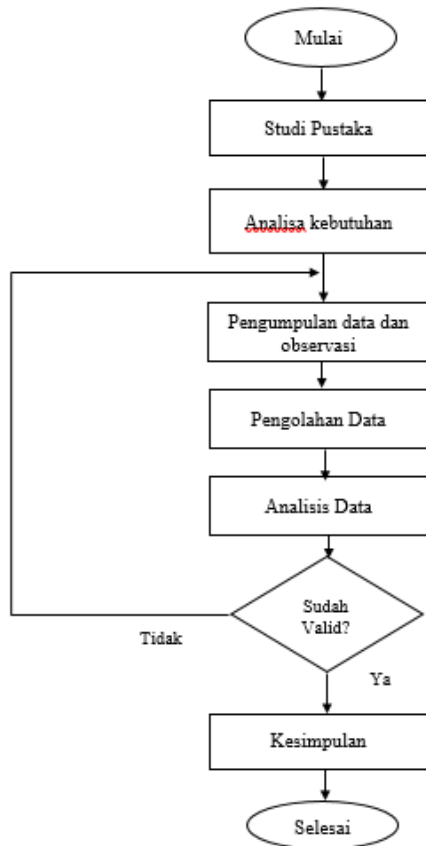 Mulai
Studi Pustaka
Analisa kebutuhan
Pengumpulan data dan
observasi
Pengolahan Data
Analisis Data
Sudah
Valid?
Tidak
Ya
Kesimpulan
Selesai